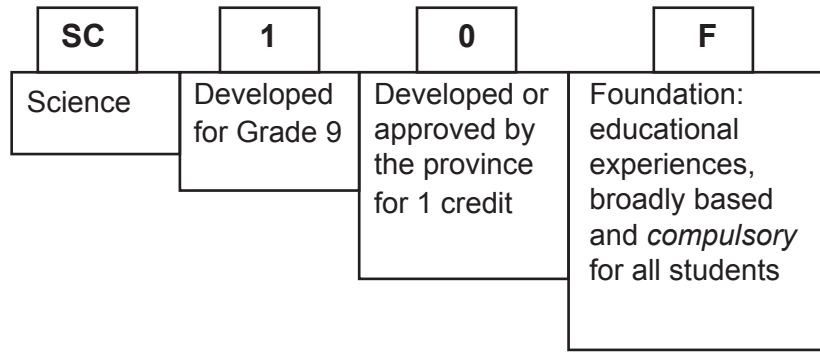 SC 1 0 F
Science
Developed
for Grade 9
Developed or
approved by
the province
for 1 credit
Foundation:
educational
experiences,
broadly based
and compulsory
for all students